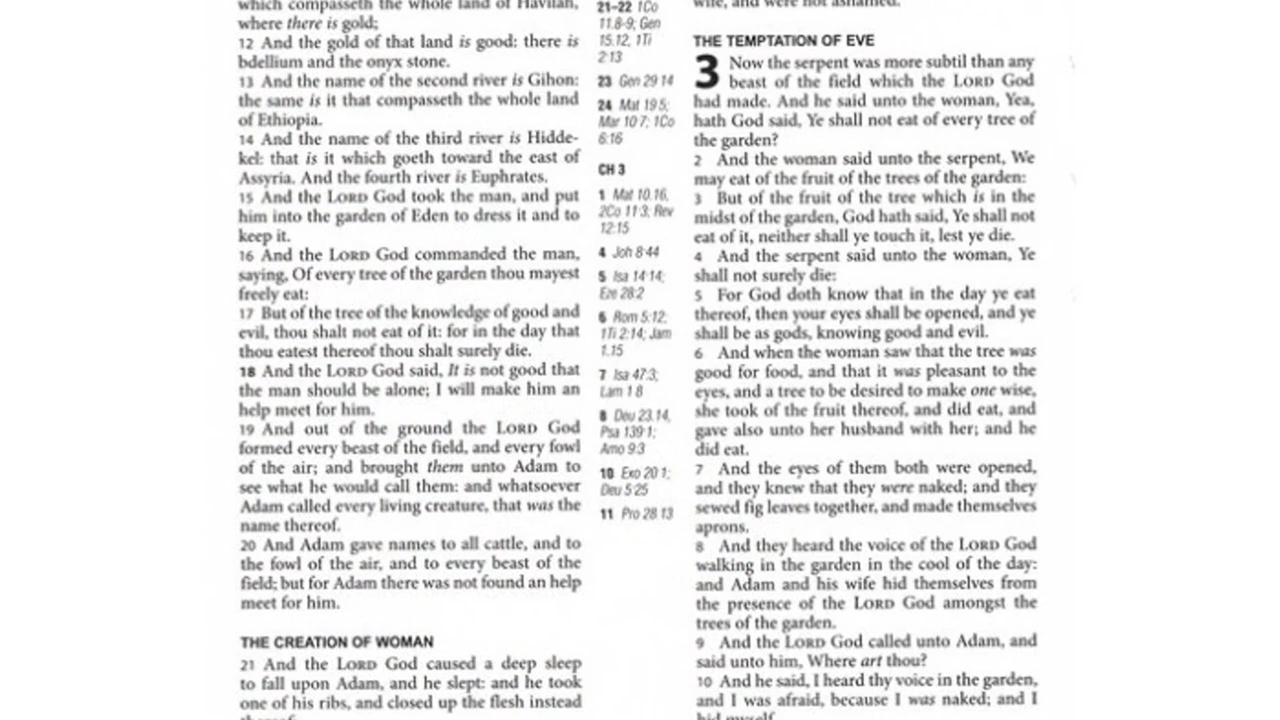 which compasseth the whole land of Havilah,
where there is gold;
12 And the gold of that land is good: there is
bdellium and the onyx stone.
13 And the name of the second river is Gihon:
the same is it that compasseth the whole land
of Ethiopia.
14 And the name of the third river is Hidde-
kel: that is it which goeth toward the east of
Assyria. And the fourth river is Euphrates.
15 And the LORD God took the man, and put
him into the garden of Eden to dress it and to
keep it.
16 And the LORD God commanded the man,
saying, Of every tree of the garden thou mayest
freely eat:
17 But of the tree of the knowledge of good and
evil, thou shalt not eat of it: for in the day that
thou eatest thereof thou shalt surely die.
18 And the LORD God said, It is not good that
the man should be alone; I will make him an
help meet for him.
19 And out of the ground the LORD God
formed every beast of the field, and every fowl
of the air; and brought them unto Adam to
see what he would call them: and whatsoever
Adam called every living creature, that was the
name thereof.
20 And Adam gave names to all cattle, and to
the fowl of the air, and to every beast of the
field; but for Adam there was not found an help
meet for him.
THE CREATION OF WOMAN
21 And the LORD God caused a deep sleep
to fall upon Adam, and he slept: and he took
one of his ribs, and closed up the flesh instead
thereof;
21–22 1Co
11.8-9; Gen
15.12, 1Ti
2:13
23 Gen 29 14
24 Mat 19 5;
Mar 10 7; 1Co
6:16
CH 3
1 Mat 10.16,
2Co 11:3; Rev
12:15
4 Joh 8·44
5 Isa 14·14;
Eze 28:2
6 Rom 5:12;
1Ti 2:14; Jam
1.15
7 Isa 47:3;
Lam 1 8
8 Deu 23.14,
Psa 139·1;
Amo 9:3
10 Exo 20 1;
Deu 5·25
11 Pro 28 13
wife, and were not ashamed.
THE TEMPTATION OF EVE
3 Now the serpent was more subtil than any
beast of the field which the LORD God
had made. And he said unto the woman, Yea,
hath God said, Ye shall not eat of every tree of
the garden?
2 And the woman said unto the serpent, We
may eat of the fruit of the trees of the garden:
3 But of the fruit of the tree which is in the
midst of the garden, God hath said, Ye shall not
eat of it, neither shall ye touch it, lest ye die.
4 And the serpent said unto the woman, Ye
shall not surely die:
5 For God doth know that in the day ye eat
thereof, then your eyes shall be opened, and ye
shall be as gods, knowing good and evil.
6 And when the woman saw that the tree was
good for food, and that it was pleasant to the
eyes, and a tree to be desired to make one wise,
she took of the fruit thereof, and did eat, and
gave also unto her husband with her; and he
did eat.
7 And the eyes of them both were opened,
and they knew that they were naked; and they
sewed fig leaves together, and made themselves
aprons.
8 And they heard the voice of the LORD God
walking in the garden in the cool of the day:
and Adam and his wife hid themselves from
the presence of the LORD God amongst the
trees of the garden.
9 And the LORD God called unto Adam, and
said unto him, Where art thou?
10 And he said, I heard thy voice in the garden,
and I was afraid, because I was naked; and I
hid myself.